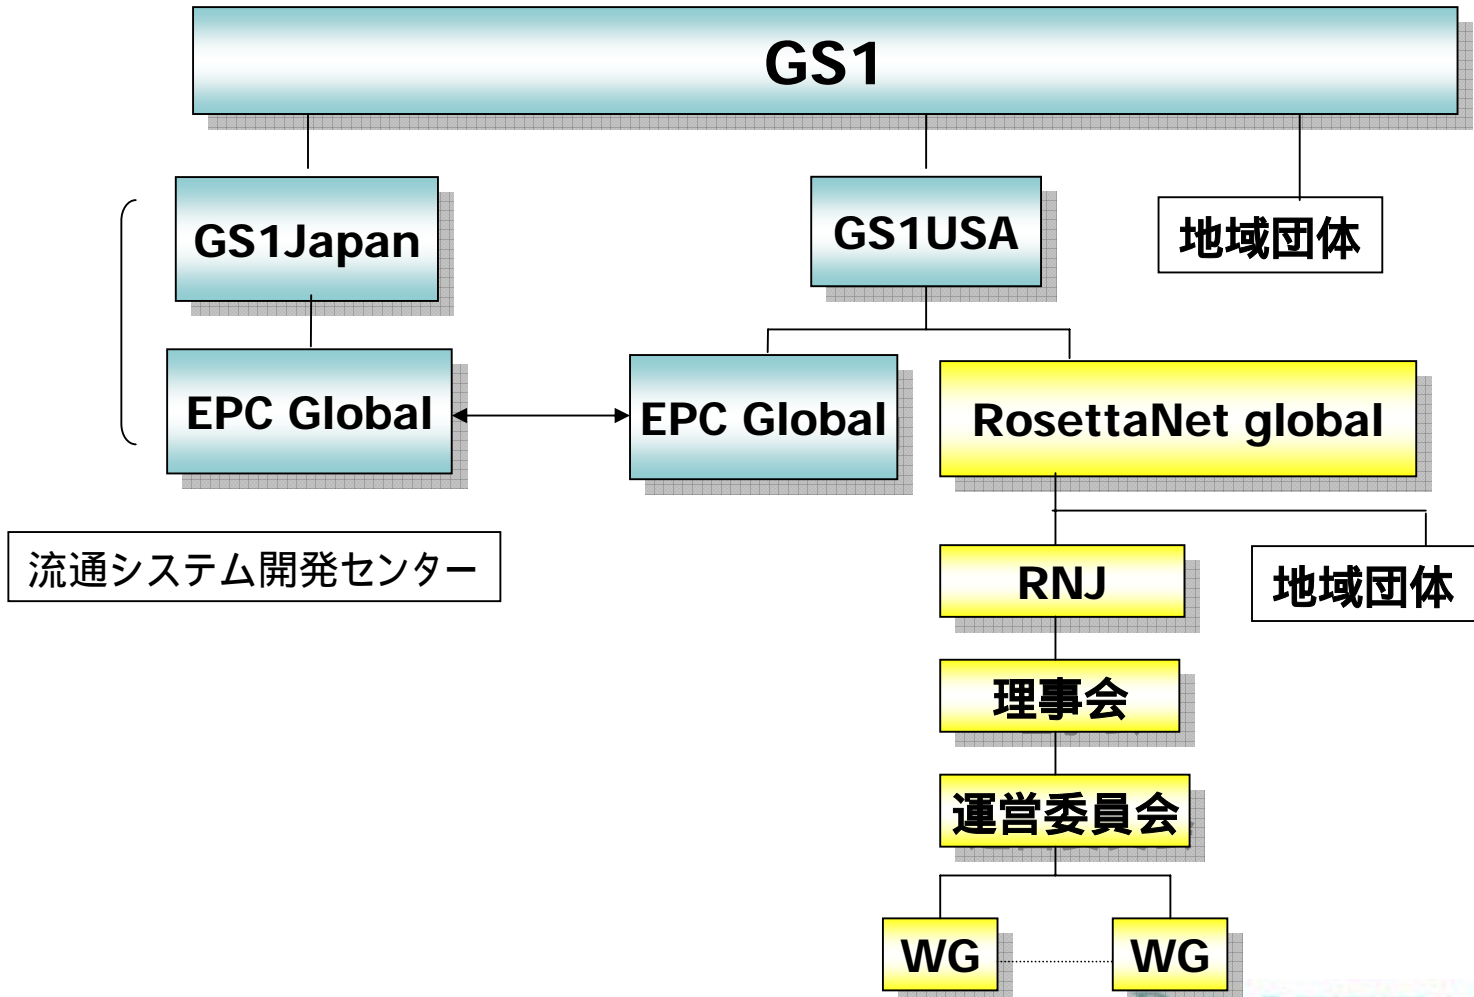 GS1
GS1Japan
GS1USA
地域団体
EPC Global
EPC Global
RosettaNet global
流通システム開発センター
RNJ
地域団体
理事会
運営委員会
WG
WG